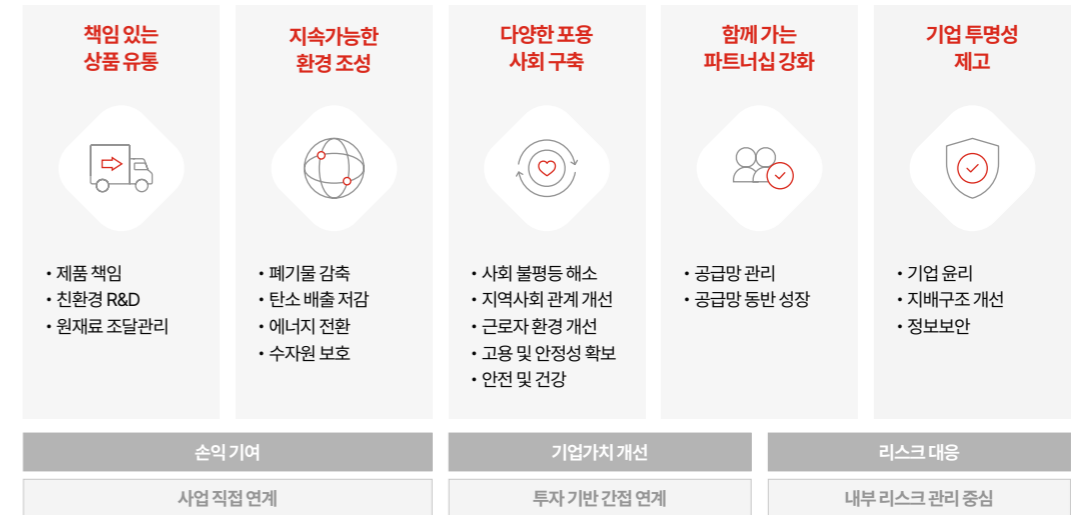 책임 있는
상품 유통
• 제품 책임
• 친환경 R&D
• 원재료 조달관리
지속가능한
환경 조성
• 폐기물 감축
• 탄소 배출 저감
• 에너지 전환
• 수자원 보호
다양한 포용
사회 구축
• 사회 불평등 해소
• 지역사회 관계 개선
• 근로자 환경 개선
• 고용 및 안정성 확보
• 안전 및 건강
함께 가는
파트너십 강화
• 공급망 관리
• 공급망 동반 성장
기업 투명성
제고
• 기업 윤리
• 지배구조 개선
• 정보보안
손익 기여
기업가치 개선
리스크 대응
사업 직접 연계
투자 기반 간접 연계
내부 리스크 관리 중심